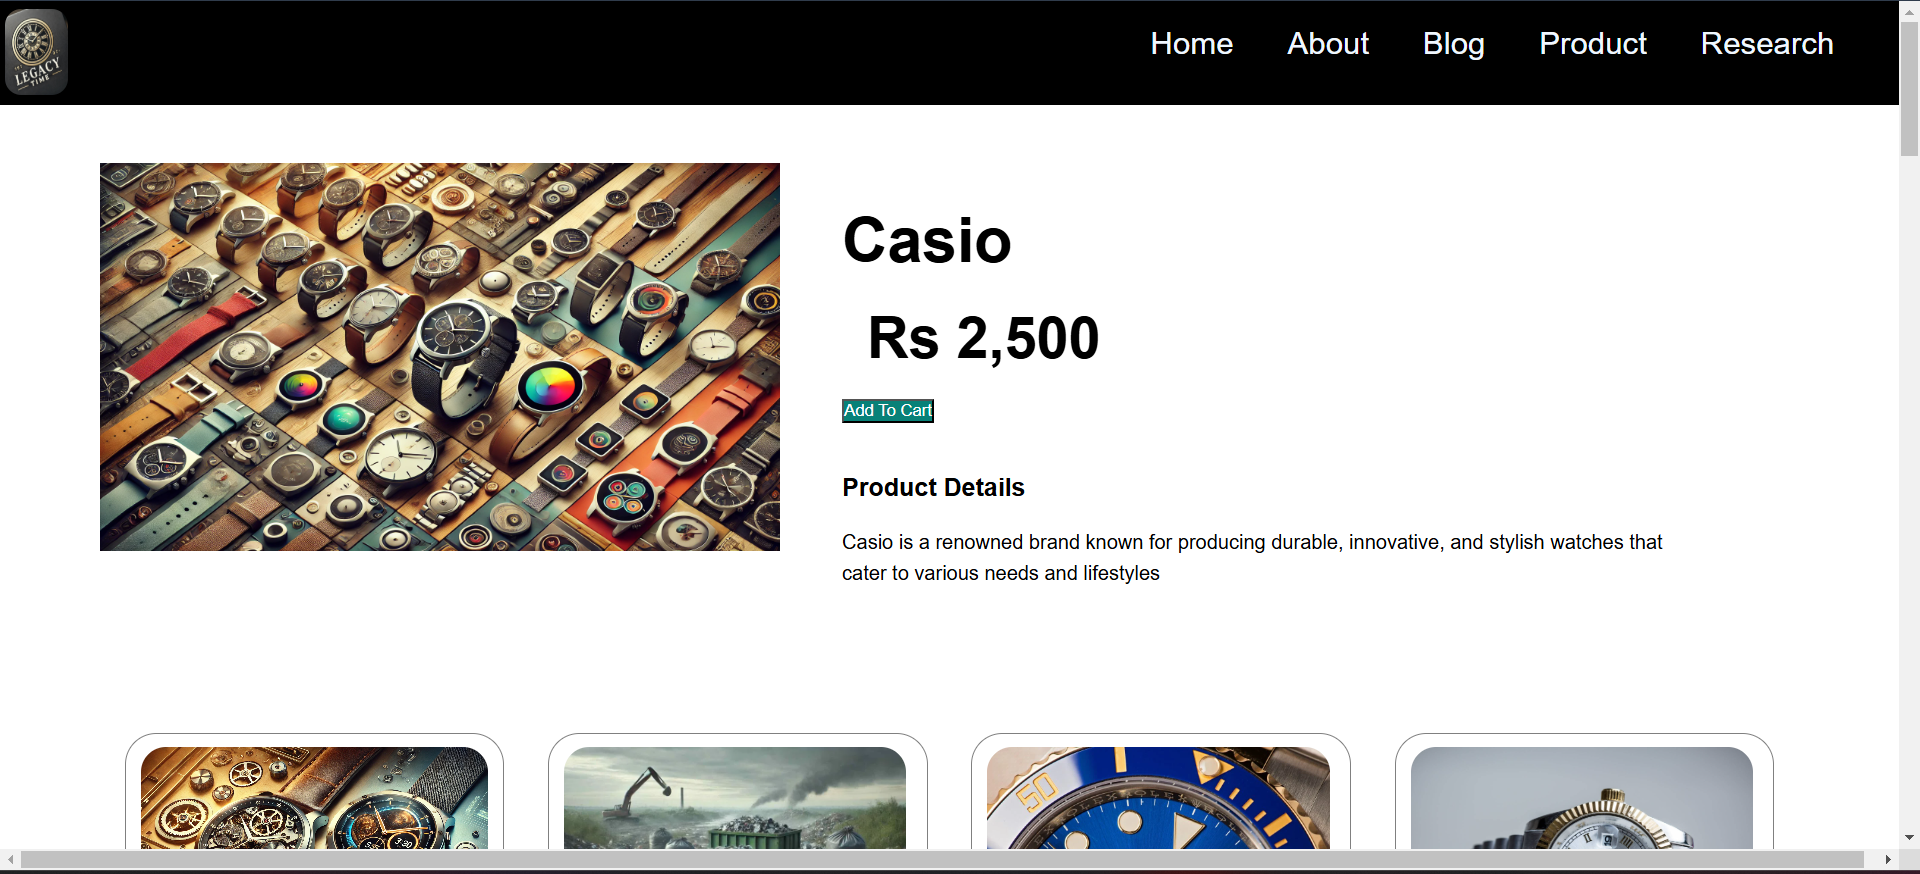 LEGACY
TIME
Home
About
Blog
Product
Research
Casio
Rs 2,500
Add To Cart
Product Details
Casio is a renowned brand known for producing durable, innovative, and stylish watches that
cater to various needs and lifestyles
50